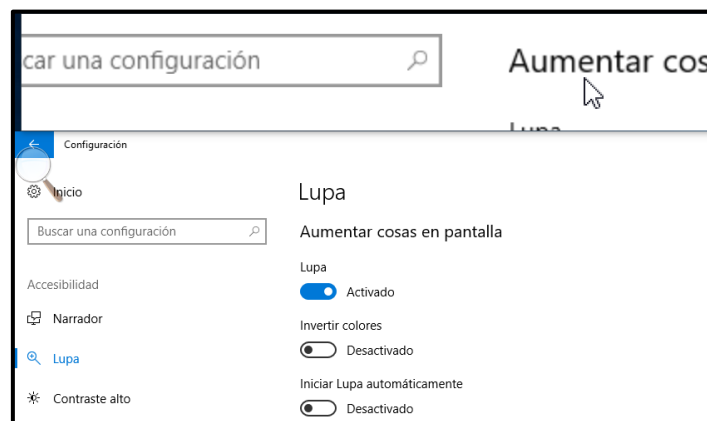 car una configuración
Aumentar cos
Lupa
Configuración
Inicio
Buscar una configuración
Accesibilidad
Narrador
Lupa
Contraste alto
Lupa
Aumentar cosas en pantalla
Lupa
Activado
Invertir colores
Desactivado
Iniciar Lupa automáticamente
Desactivado